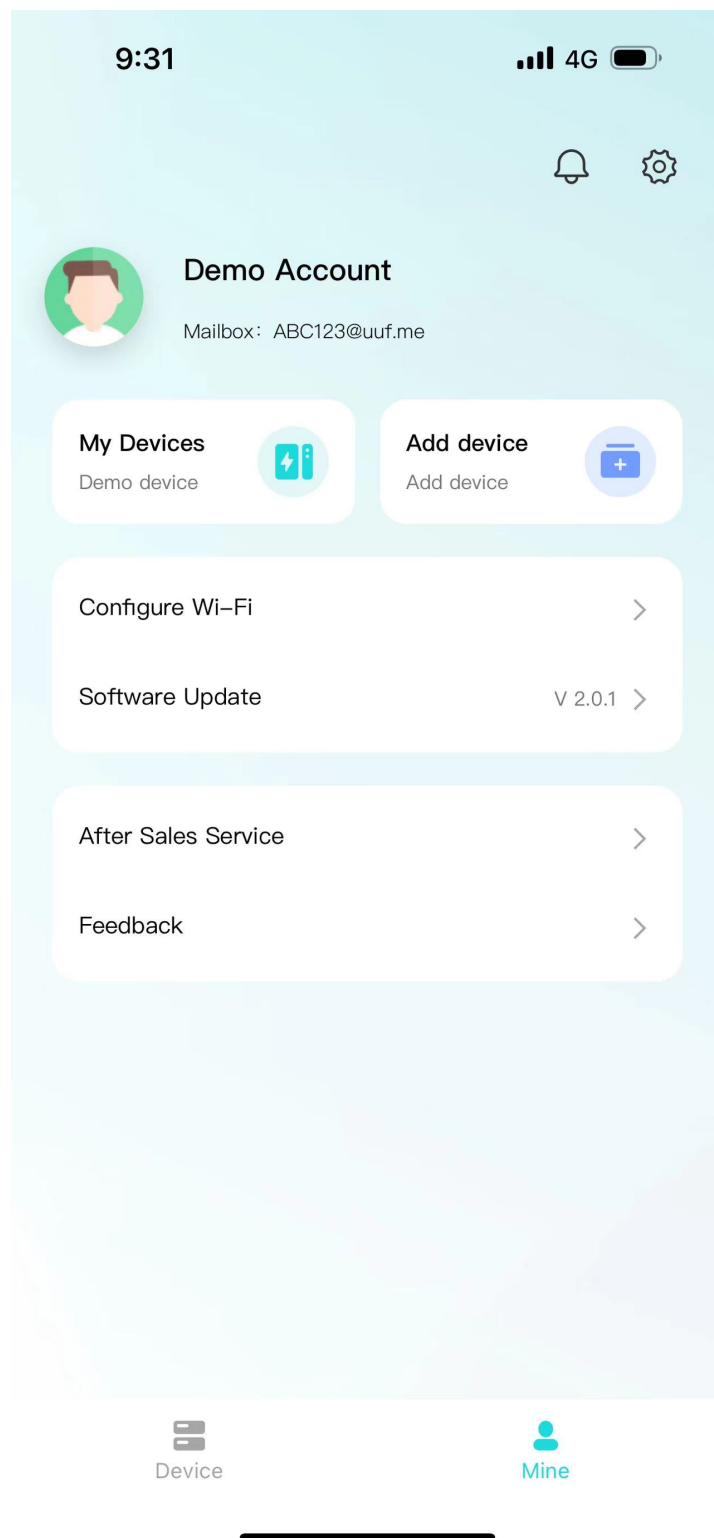 9:31 4G
Demo Account
Mailbox：ABC123@uuf.me
My Devices
Demo device
Add device
Add device
Configure Wi-Fi
Software Update V 2.0.1
After Sales Service
Feedback
Device Mine